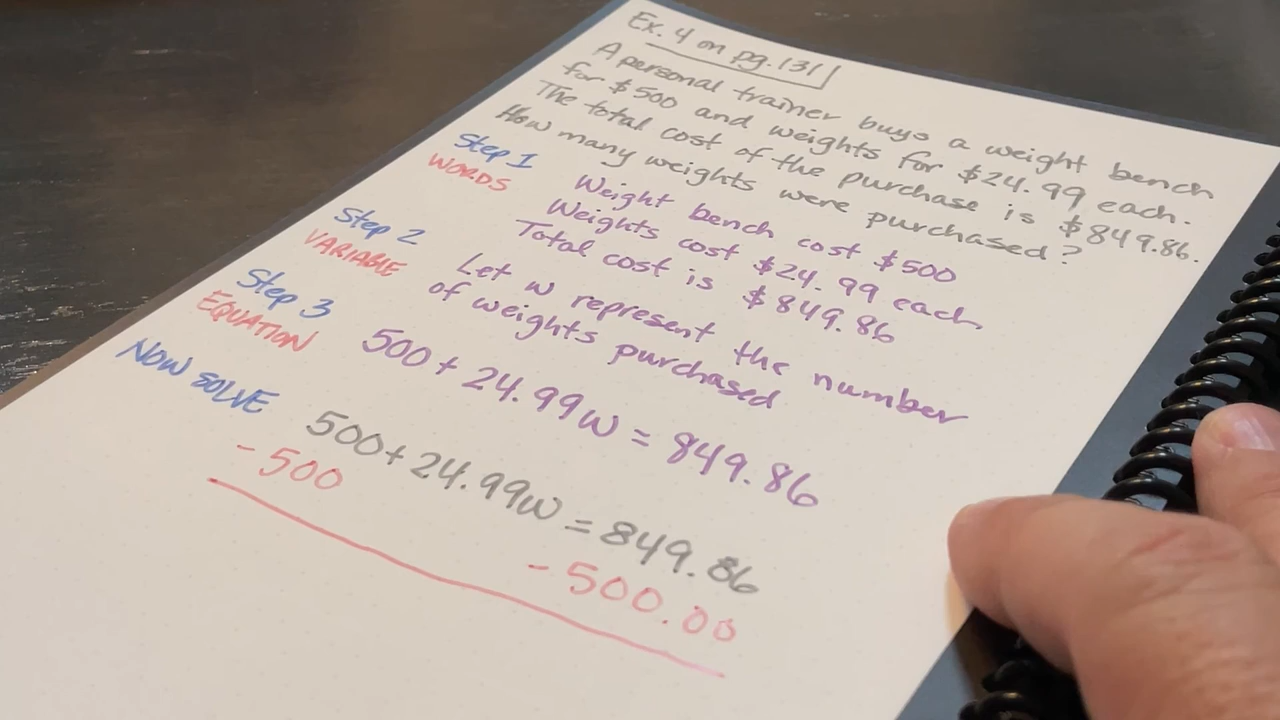 Ex. 4 on pg. 131
A personal trainer buys a weight bench
for $500 and weights for $24.99 each.
The total cost of the purchase is $849.86.
How many weights were purchased?
Step 1
WORDS
Weight bench cost $500
Weights cost $24.99 each
Total cost is $849.86
Step 2
VARIABLE
Let w represent the number
of weights purchased
Step 3
EQUATION
500 + 24.99w = 849.86
NOW SOLVE
500 + 24.99w = 849.86
- 500 - 500.00